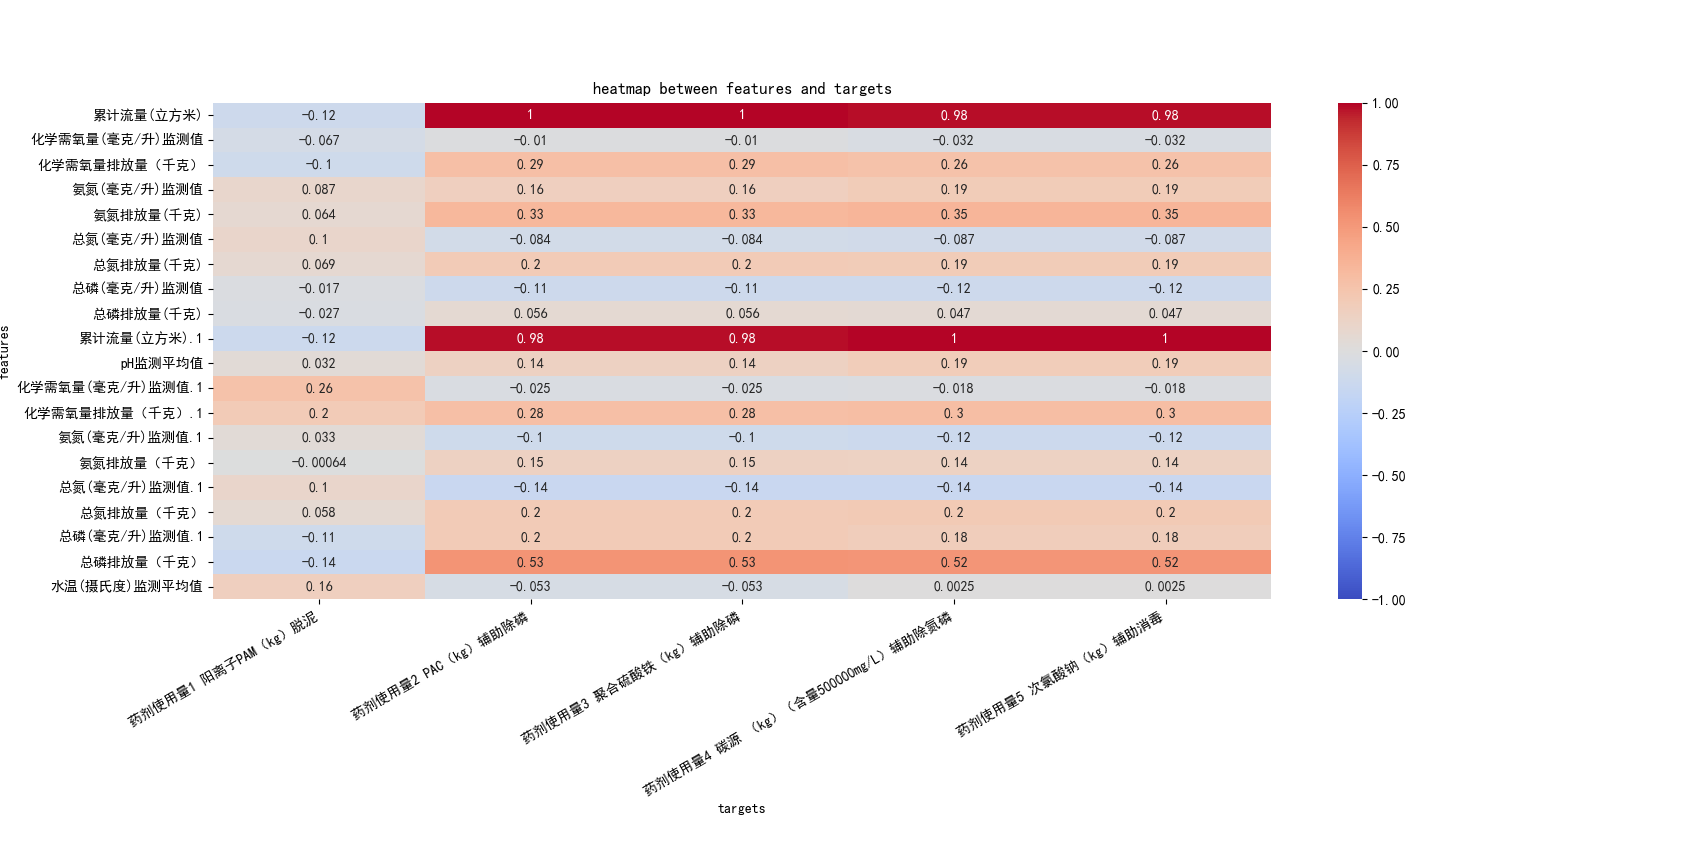 heatmap between features and targets
累计流量(立方米) -0.12 1 1 0.98 0.98
化学需氧量(毫克/升)监测值 -0.067 -0.01 -0.01 -0.032 -0.032
化学需氧量排放量（千克） -0.1 0.29 0.29 0.26 0.26
氨氮(毫克/升)监测值 0.087 0.16 0.16 0.19 0.19
氨氮排放量(千克) 0.064 0.33 0.33 0.35 0.35
总氮(毫克/升)监测值 0.1 -0.084 -0.084 -0.087 -0.087
总氮排放量(千克) 0.069 0.2 0.2 0.19 0.19
总磷(毫克/升)监测值 -0.017 -0.11 -0.11 -0.12 -0.12
总磷排放量(千克) -0.027 0.056 0.056 0.047 0.047
累计流量(立方米).1 -0.12 0.98 0.98 1 1
pH监测平均值 0.032 0.14 0.14 0.19 0.19
化学需氧量(毫克/升)监测值.1 0.26 -0.025 -0.025 -0.018 -0.018
化学需氧量排放量（千克）.1 0.2 0.28 0.28 0.3 0.3
氨氮(毫克/升)监测值.1 0.033 -0.1 -0.1 -0.12 -0.12
氨氮排放量（千克） -0.00064 0.15 0.15 0.14 0.14
总氮(毫克/升)监测值.1 0.1 -0.14 -0.14 -0.14 -0.14
总氮排放量（千克） 0.058 0.2 0.2 0.2 0.2
总磷(毫克/升)监测值.1 -0.11 0.2 0.2 0.18 0.18
总磷排放量（千克） -0.14 0.53 0.53 0.52 0.52
水温(摄氏度)监测平均值 0.16 -0.053 -0.053 0.0025 0.0025
features
药剂使用量1 阳离子PAM（kg）脱泥
药剂使用量2 PAC（kg）辅助除磷
药剂使用量3 聚合硫酸铁（kg）辅助除磷
药剂使用量4 碳源 （kg）（含量500000mg/L）辅助除氮磷
药剂使用量5 次氯酸钠（kg）辅助消毒
targets
1.00
0.75
0.50
0.25
0.00
-0.25
-0.50
-0.75
-1.00